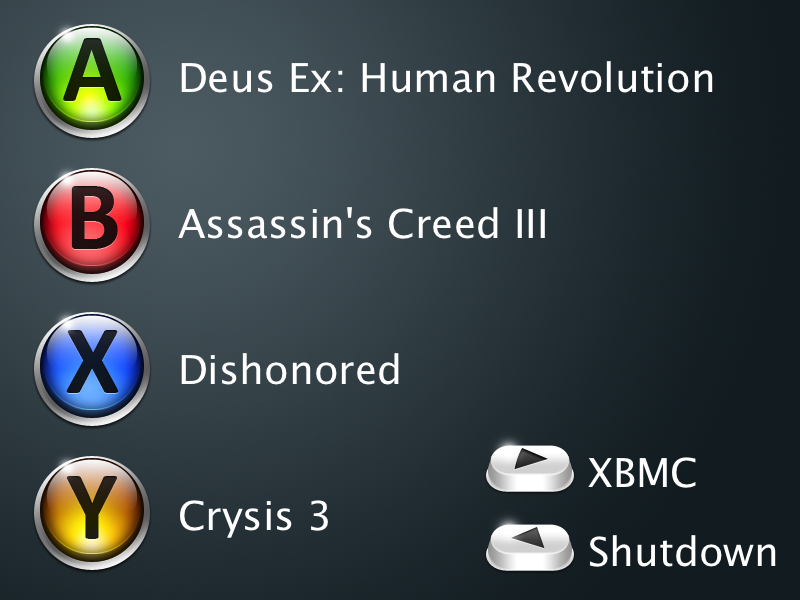 A Deus Ex: Human Revolution
B Assassin's Creed III
X Dishonored
Y Crysis 3
XBMC
Shutdown